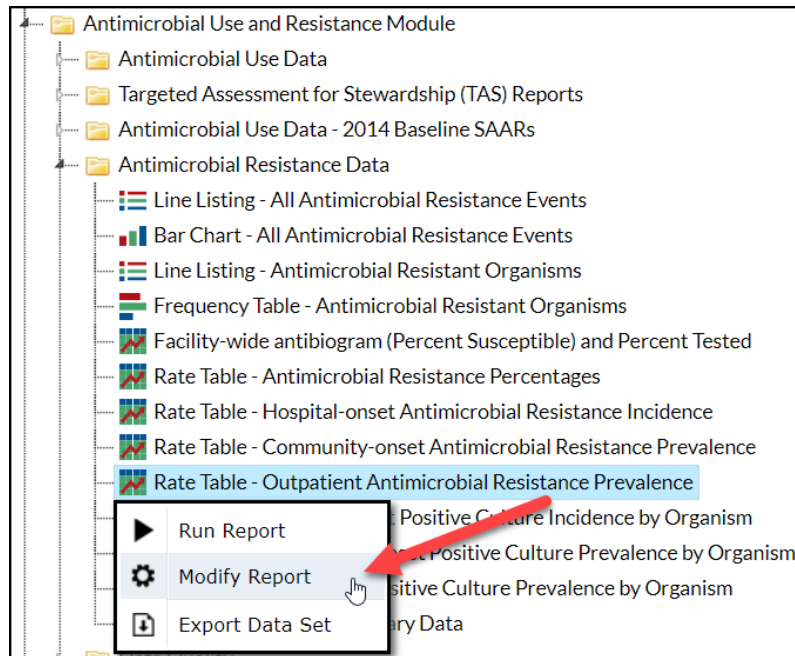 Antimicrobial Use and Resistance Module
Antimicrobial Use Data
Targeted Assessment for Stewardship (TAS) Reports
Antimicrobial Use Data - 2014 Baseline SAARs
Antimicrobial Resistance Data
Line Listing - All Antimicrobial Resistance Events
Bar Chart - All Antimicrobial Resistance Events
Line Listing - Antimicrobial Resistant Organisms
Frequency Table - Antimicrobial Resistant Organisms
Facility-wide antibiogram (Percent Susceptible) and Percent Tested
Rate Table - Antimicrobial Resistance Percentages
Rate Table - Hospital-onset Antimicrobial Resistance Incidence
Rate Table - Community-onset Antimicrobial Resistance Prevalence
Rate Table - Outpatient Antimicrobial Resistance Prevalence
Run Report
Positive Culture Incidence by Organism
Modify Report
Positive Culture Prevalence by Organism
Culture Prevalence by Organism
Export Data Set
Data